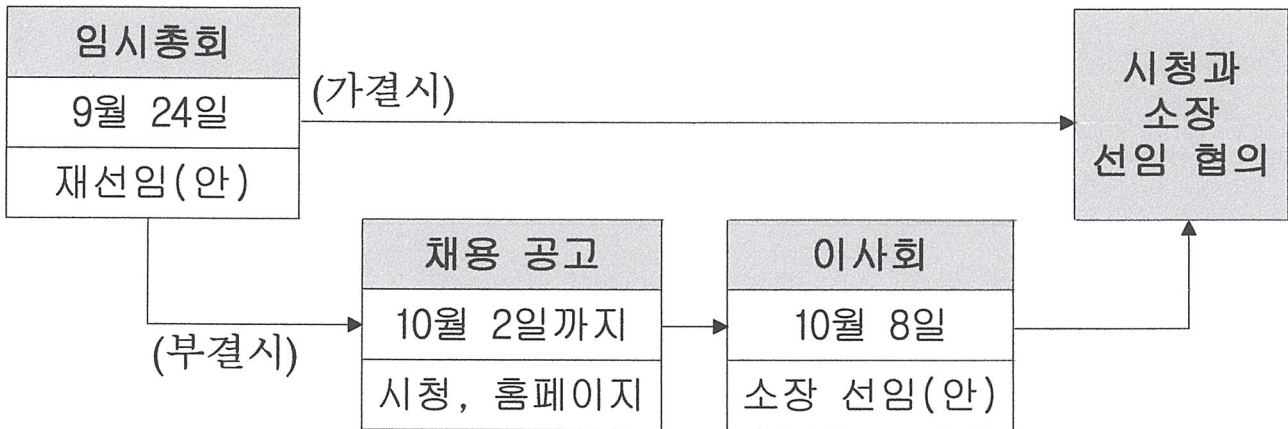 임시총회
9월 24일
재선임(안)
(가결시)
시청과
소장
선임 협의
(부결시)
채용 공고
10월 2일까지
시청, 홈페이지
이사회
10월 8일
소장 선임(안)